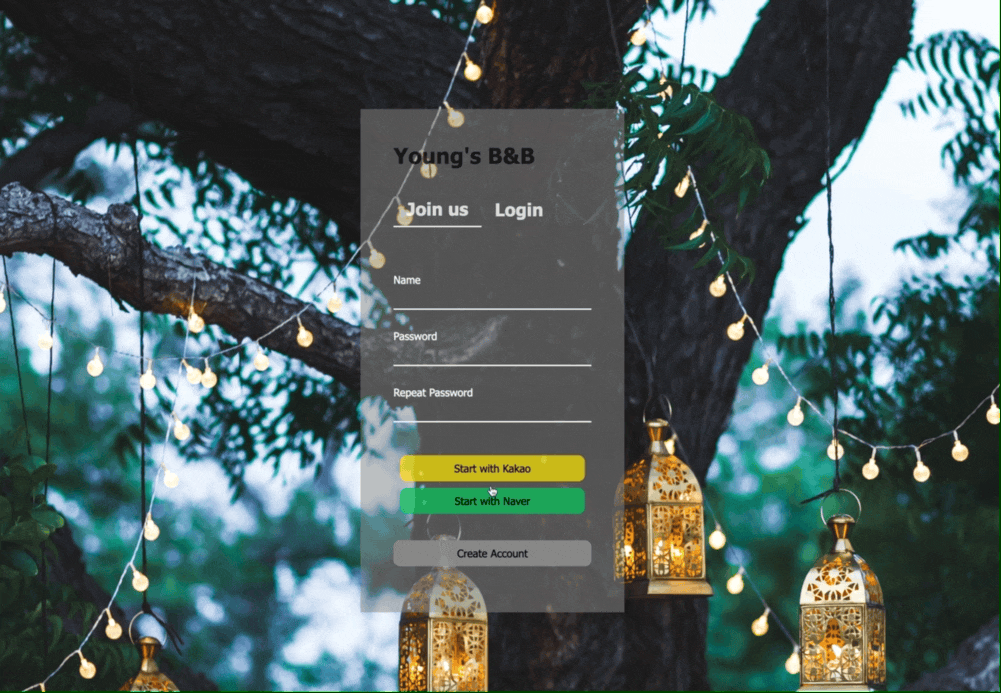 Young's B&B
Join us Login
Name
Password
Repeat Password
Start with Kakao
Start with Naver
Create Account